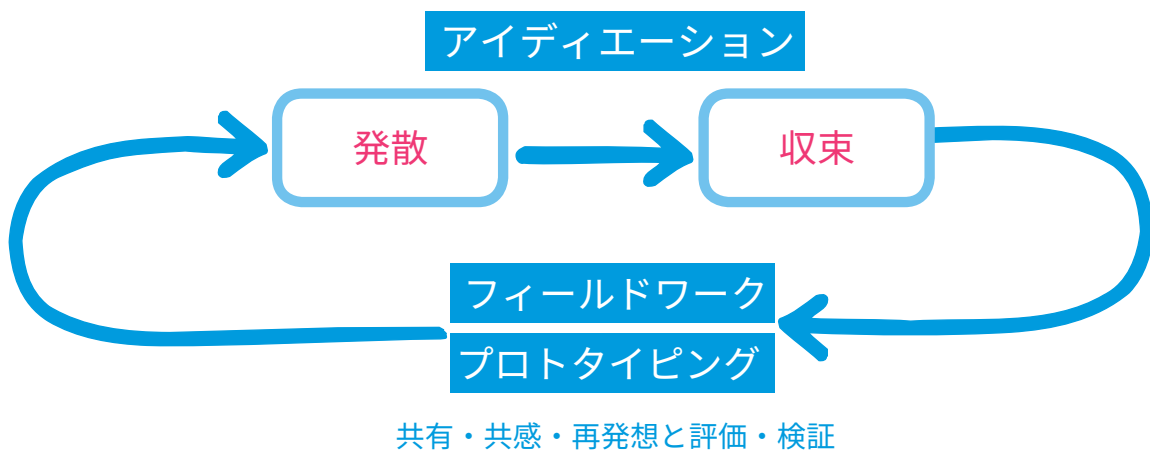 アイディエーション
発散
収束
フィールドワーク
プロトタイピング
共有・共感・再発想と評価・検証